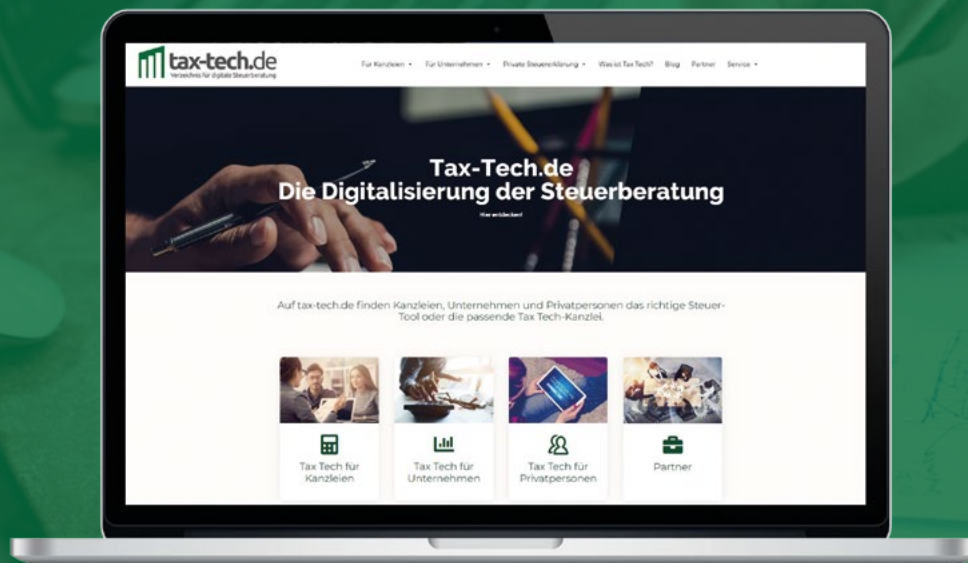 tax-tech.de
Verzeichnis für digitale Steuerberatung
Für Kanzleien Für Unternehmen Private Steuererklärung Was ist Tax Tech? Blog Partner Service
Tax-Tech.de
Die Digitalisierung der Steuerberatung
Hier entdecken!
Auf tax-tech.de finden Kanzleien, Unternehmen und Privatpersonen das richtige Steuer-
Tool oder die passende Tax Tech-Kanzlei.
Tax Tech für
Kanzleien
Tax Tech für
Unternehmen
Tax Tech für
Privatpersonen
Partner